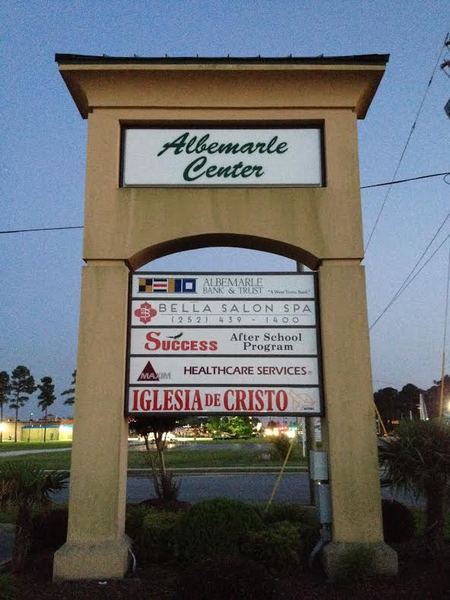 Albemarle
Center
ALBEMARLE
BANK & TRUST
BELLA SALON SPA
(252) 439 - 1400
SUCCESS
After School
Program
MAXIM
HEALTHCARE SERVICES
IGLESIA DE CRISTO